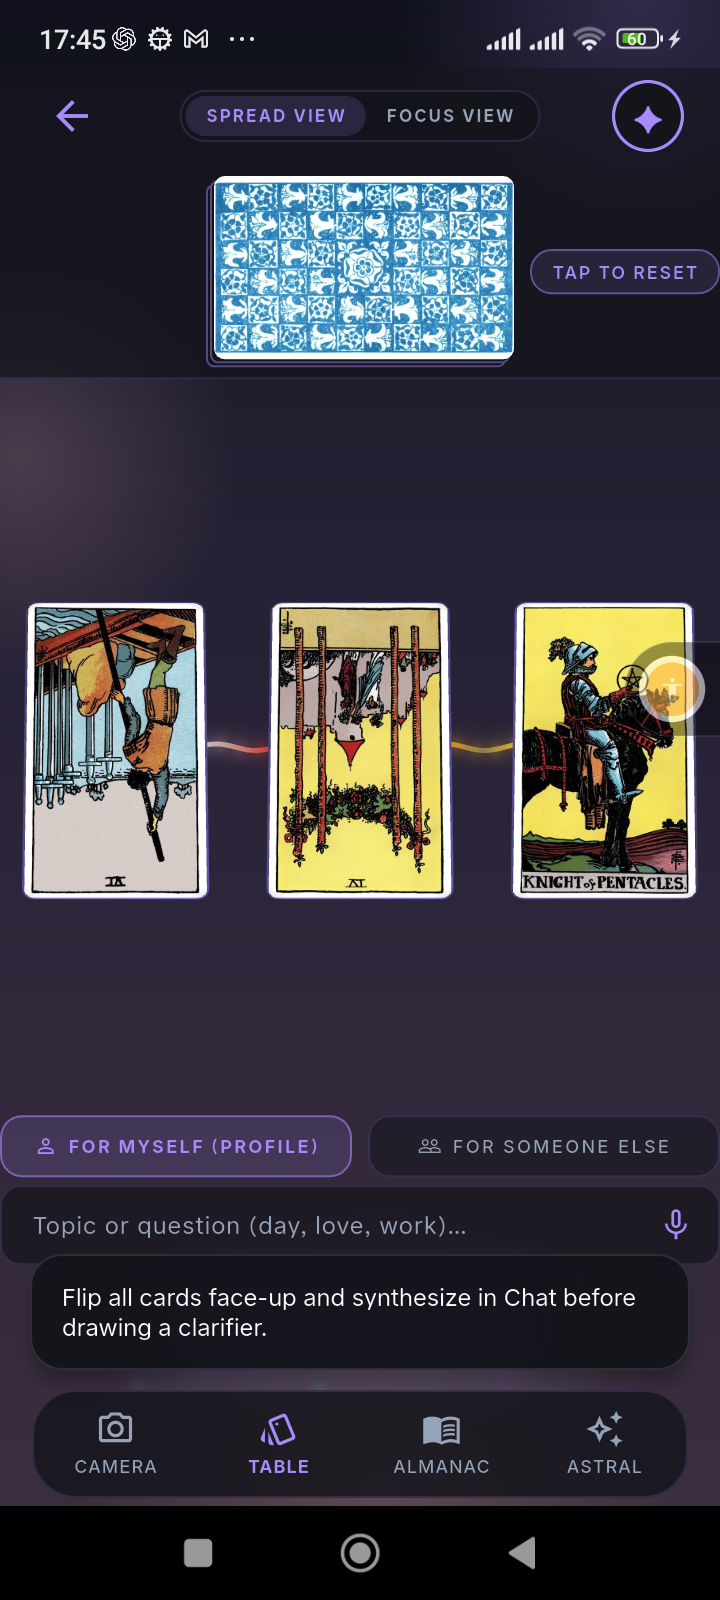 17:45
60
SPREAD VIEW
FOCUS VIEW
TAP TO RESET
VI
IV
KNIGHT of PENTACLES.
FOR MYSELF (PROFILE)
FOR SOMEONE ELSE
Topic or question (day, love, work)...
Flip all cards face-up and synthesize in Chat before
drawing a clarifier.
CAMERA
TABLE
ALMANAC
ASTRAL